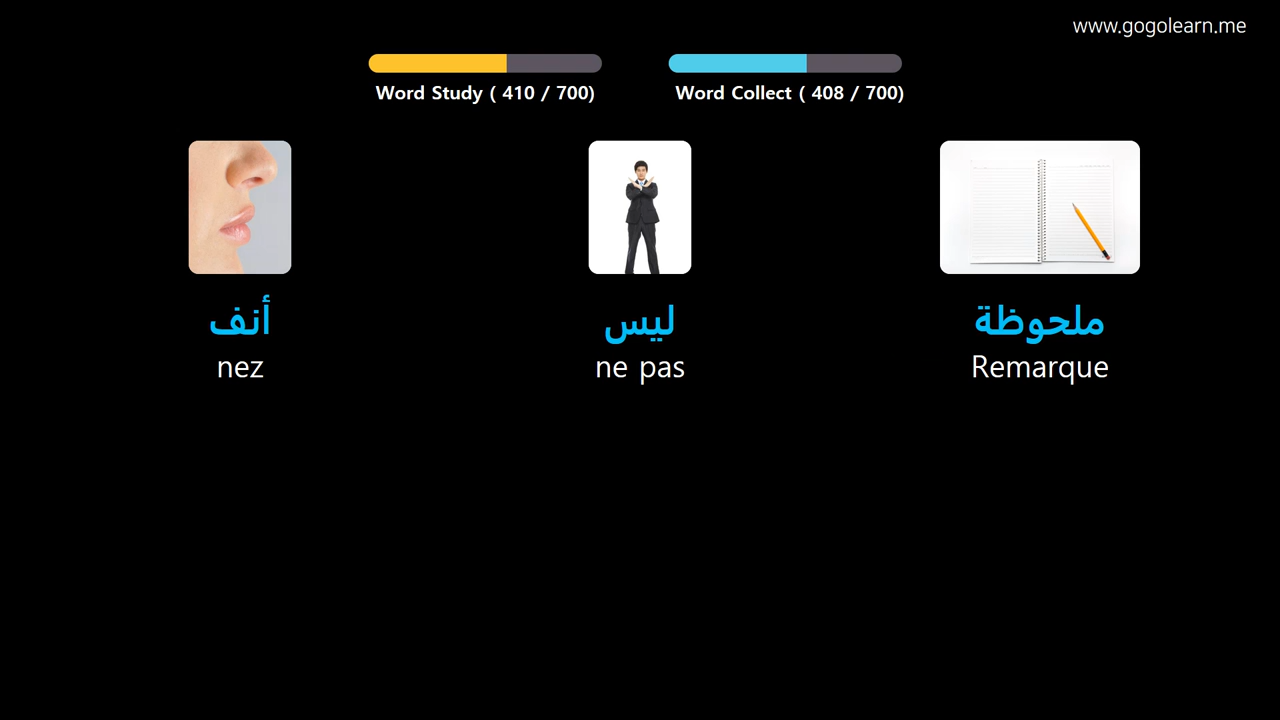 www.gogolearn.me
Word Study ( 410 / 700)
Word Collect ( 408 / 700)
أنف
nez
ليس
ne pas
ملحوظة
Remarque